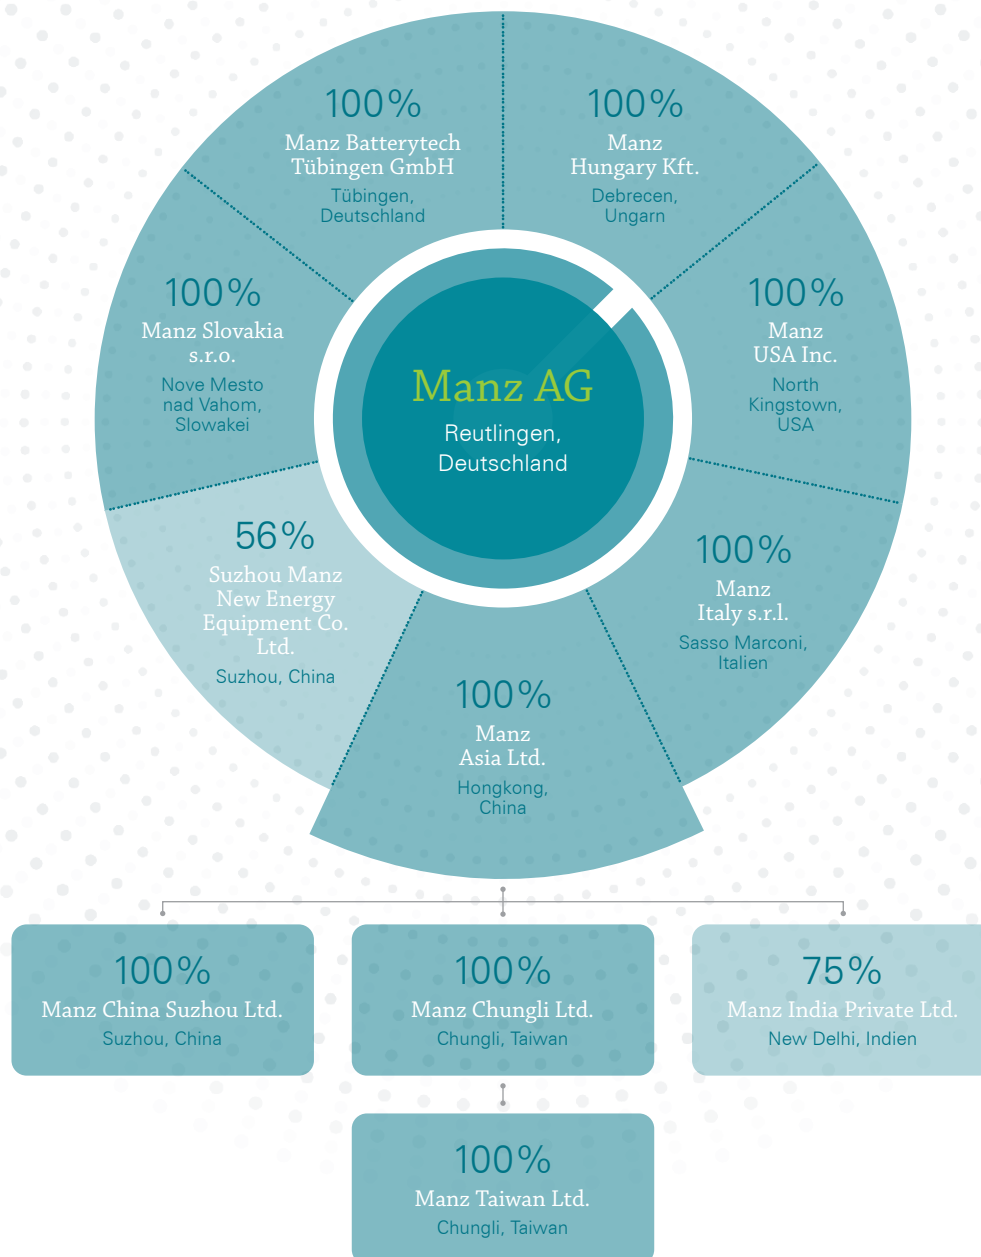 100%
Manz Batterytech
Tübingen GmbH
Tübingen,
Deutschland
100%
Manz
Hungary Kft.
Debrecen,
Ungarn
100%
Manz Slovakia
s.r.o.
Nove Mesto
nad Vahom,
Slowakei
100%
Manz
USA Inc.
North
Kingstown,
USA
Manz AG
Reutlingen,
Deutschland
56%
Suzhou Manz
New Energy
Equipment Co.
Ltd.
Suzhou, China
100%
Manz
Italy s.r.l.
Sasso Marconi,
Italien
100%
Manz
Asia Ltd.
Hongkong,
China
100%
Manz China Suzhou Ltd.
Suzhou, China
100%
Manz Chungli Ltd.
Chungli, Taiwan
75%
Manz India Private Ltd.
New Delhi, Indien
100%
Manz Taiwan Ltd.
Chungli, Taiwan